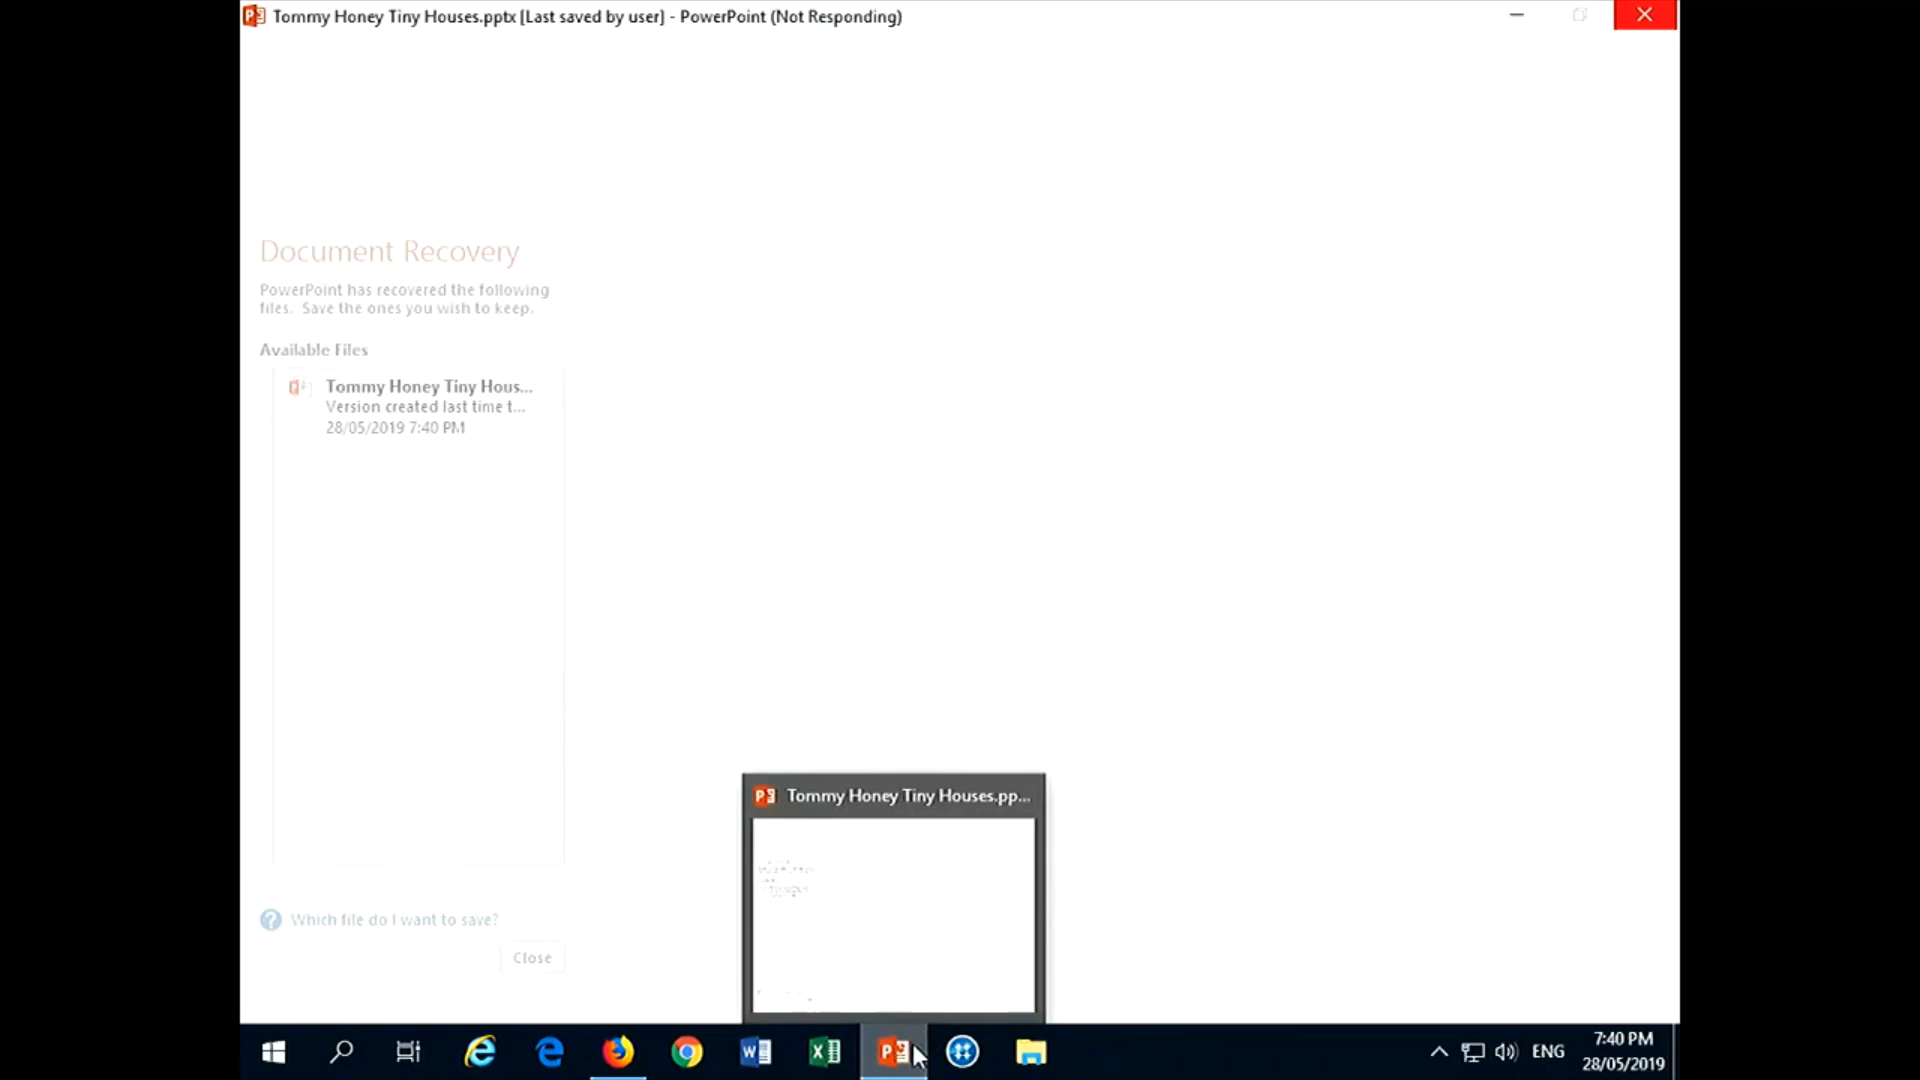 Tommy Honey Tiny Houses.pptx [Last saved by user] - PowerPoint (Not Responding)
Document Recovery
PowerPoint has recovered the following
files. Save the ones you wish to keep.
Available Files
Tommy Honey Tiny Hous...
Version created last time t...
28/05/2019 7:40 PM
Which file do I want to save?
Close
Tommy Honey Tiny Houses.pp...
ENG
7:40 PM
28/05/2019